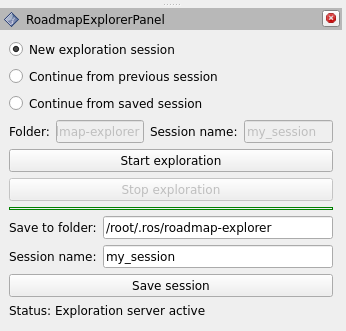 RoadmapExplorerPanel
New exploration session
Continue from previous session
Continue from saved session
Folder: map-explorer Session name: my_session
Start exploration
Stop exploration
Save to folder: /root/.ros/roadmap-explorer
Session name: my_session
Save session
Status: Exploration server active